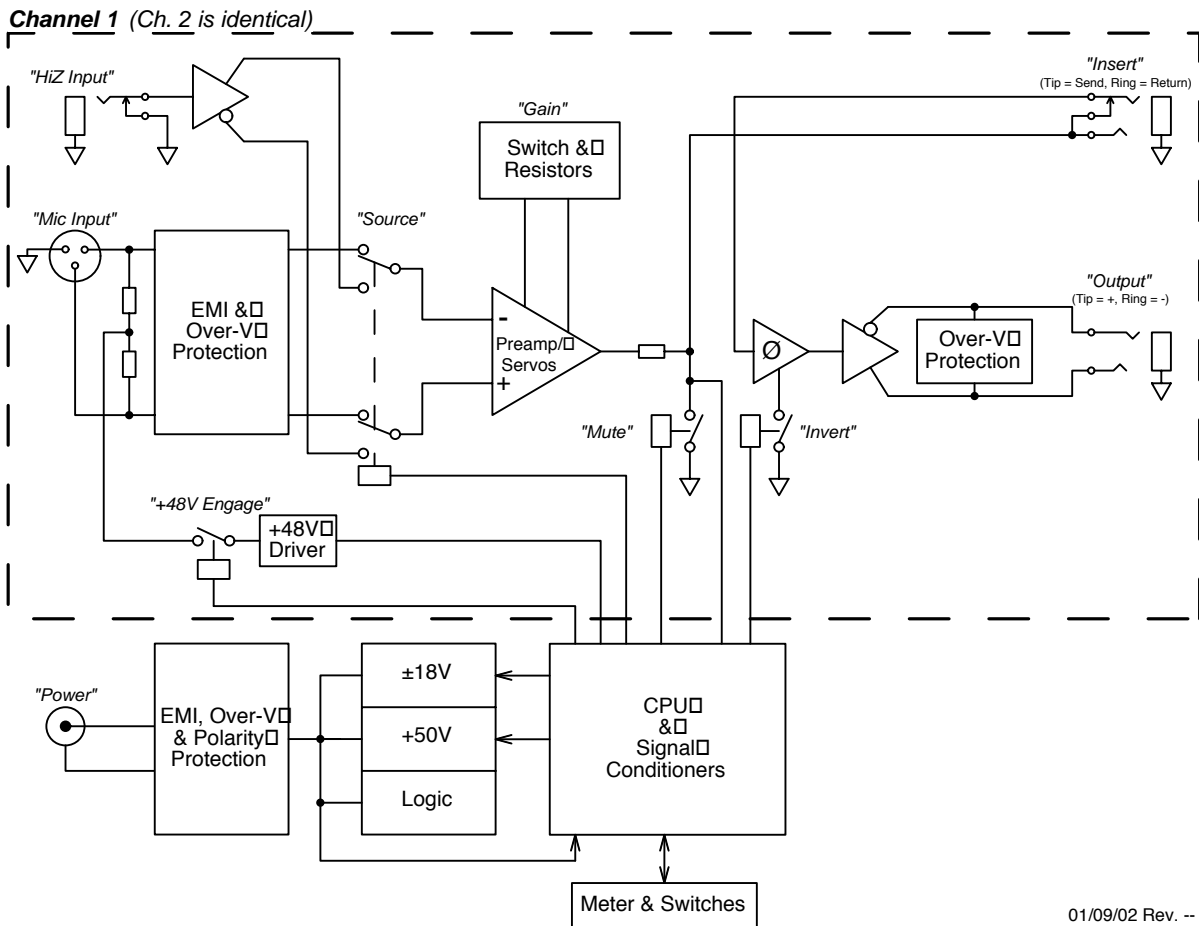 Channel 1 (Ch. 2 is identical)
"HiZ Input"
"Insert"
(Tip = Send, Ring = Return)
"Gain"
Switch &
Resistors
"Mic Input"
"Source"
EMI &
Over-V
Protection
-
Preamp/
Servos
+
"Output"
(Tip = +, Ring = -)
Ø
Over-V
Protection
"Mute"
"Invert"
"+48V Engage"
+48V
Driver
"Power"
EMI, Over-V
& Polarity
Protection
±18V
+50V
Logic
CPU
&
Signal
Conditioners
Meter & Switches
01/09/02 Rev. --